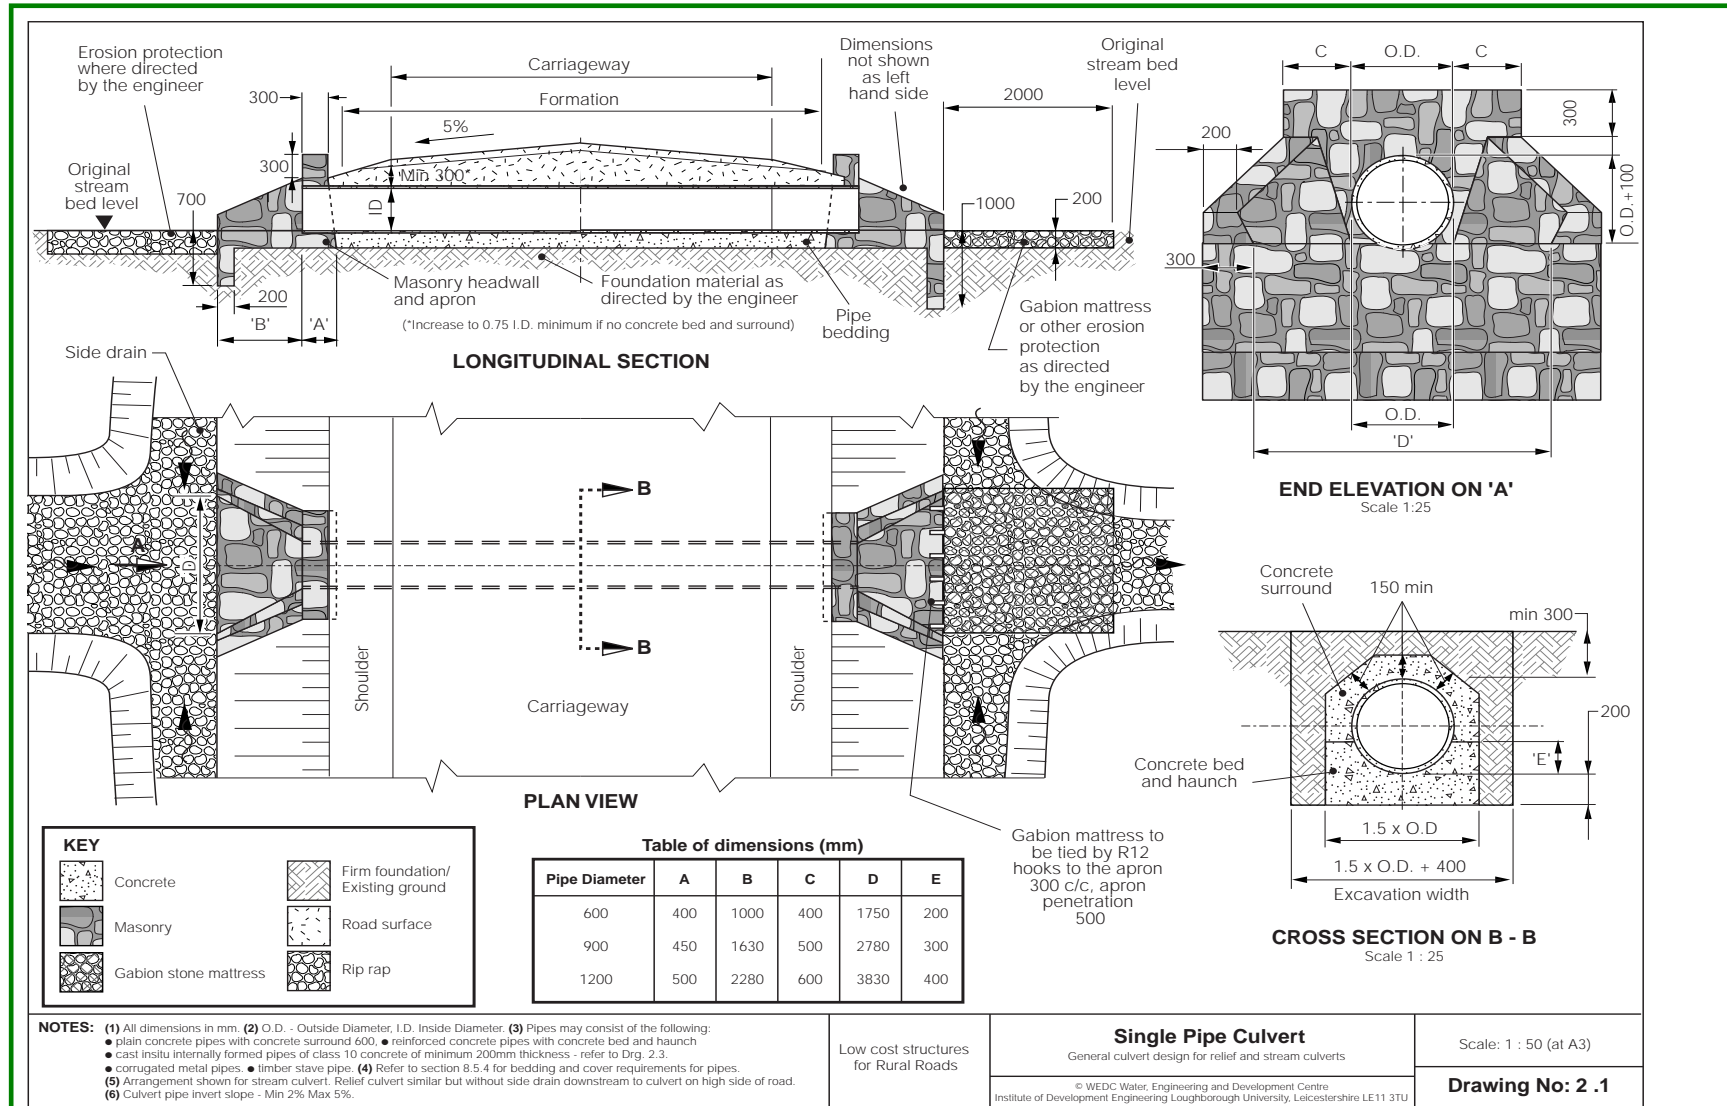 Erosion protection
where directed
by the engineer
Carriageway
Formation
300
5%
Dimensions
not shown
as left
hand side
Original
stream bed
level
2000
Original
stream
bed level
300
700
Min. 300*
ID
1000
200
200
'B'
'A'
Masonry headwall
and apron
Foundation material as
directed by the engineer
(*Increase to 0.75 I.D. minimum if no concrete bed and surround)
Pipe
bedding
Gabion mattress
or other erosion
protection
as directed
by the engineer
LONGITUDINAL SECTION
C
O.D.
C
300
200
O.D.+100
300
O.D.
'D'
END ELEVATION ON 'A'
Scale 1:25
Side drain
A
'D'
B
B
Shoulder
Carriageway
Shoulder
PLAN VIEW
Gabion mattress to
be tied by R12
hooks to the apron
300 c/c, apron
penetration
500
Concrete
surround
150 min
min 300
200
'E'
Concrete bed
and haunch
1.5 x O.D
1.5 x O.D. + 400
Excavation width
CROSS SECTION ON B - B
Scale 1 : 25
KEY
Concrete
Masonry
Gabion stone mattress
Firm foundation/
Existing ground
Road surface
Rip rap
Table of dimensions (mm)
Pipe Diameter A B C D E
600 400 1000 400 1750 200
900 450 1630 500 2780 300
1200 500 2280 600 3830 400
NOTES: (1) All dimensions in mm. (2) O.D. - Outside Diameter, I.D. Inside Diameter. (3) Pipes may consist of the following:
● plain concrete pipes with concrete surround 600, ● reinforced concrete pipes with concrete bed and haunch
● cast insitu internally formed pipes of class 10 concrete of minimum 200mm thickness - refer to Drg. 2.3.
● corrugated metal pipes. ● timber stave pipe. (4) Refer to section 8.5.4 for bedding and cover requirements for pipes.
(5) Arrangement shown for stream culvert. Relief culvert similar but without side drain downstream to culvert on high side of road.
(6) Culvert pipe invert slope - Min 2% Max 5%.
Low cost structures
for Rural Roads
Single Pipe Culvert
General culvert design for relief and stream culverts
© WEDC Water, Engineering and Development Centre
Institute of Development Engineering Loughborough University, Leicestershire LE11 3TU
Scale: 1 : 50 (at A3)
Drawing No: 2 .1